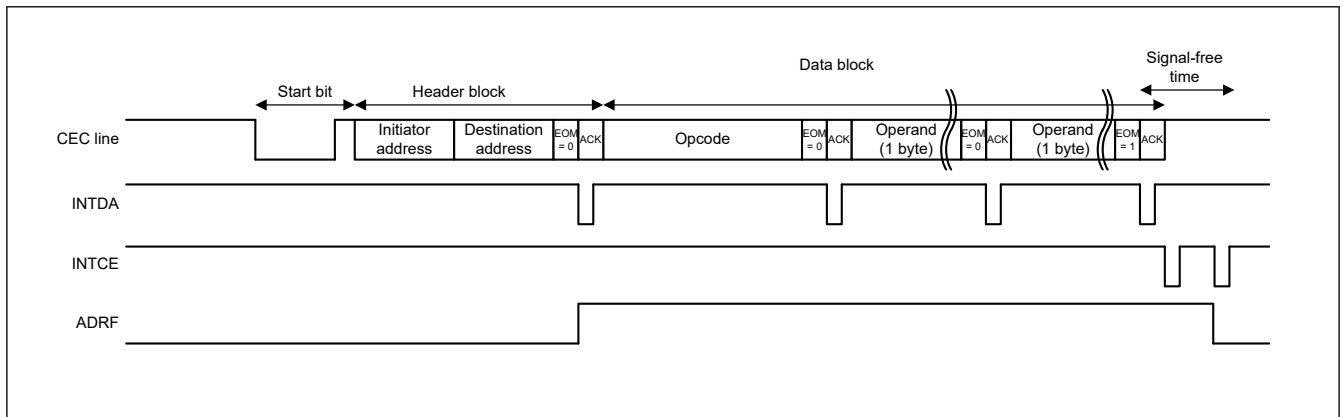 Data block
Signal-free
time
Start bit
Header block
CEC line
Initiator
address
Destination
address
EOM
= 0
ACK
Opcode
EOM
= 0
ACK
Operand
(1 byte)
EOM
= 0
ACK
Operand
(1 byte)
EOM
= 1
ACK
INTDA
INTCE
ADRF